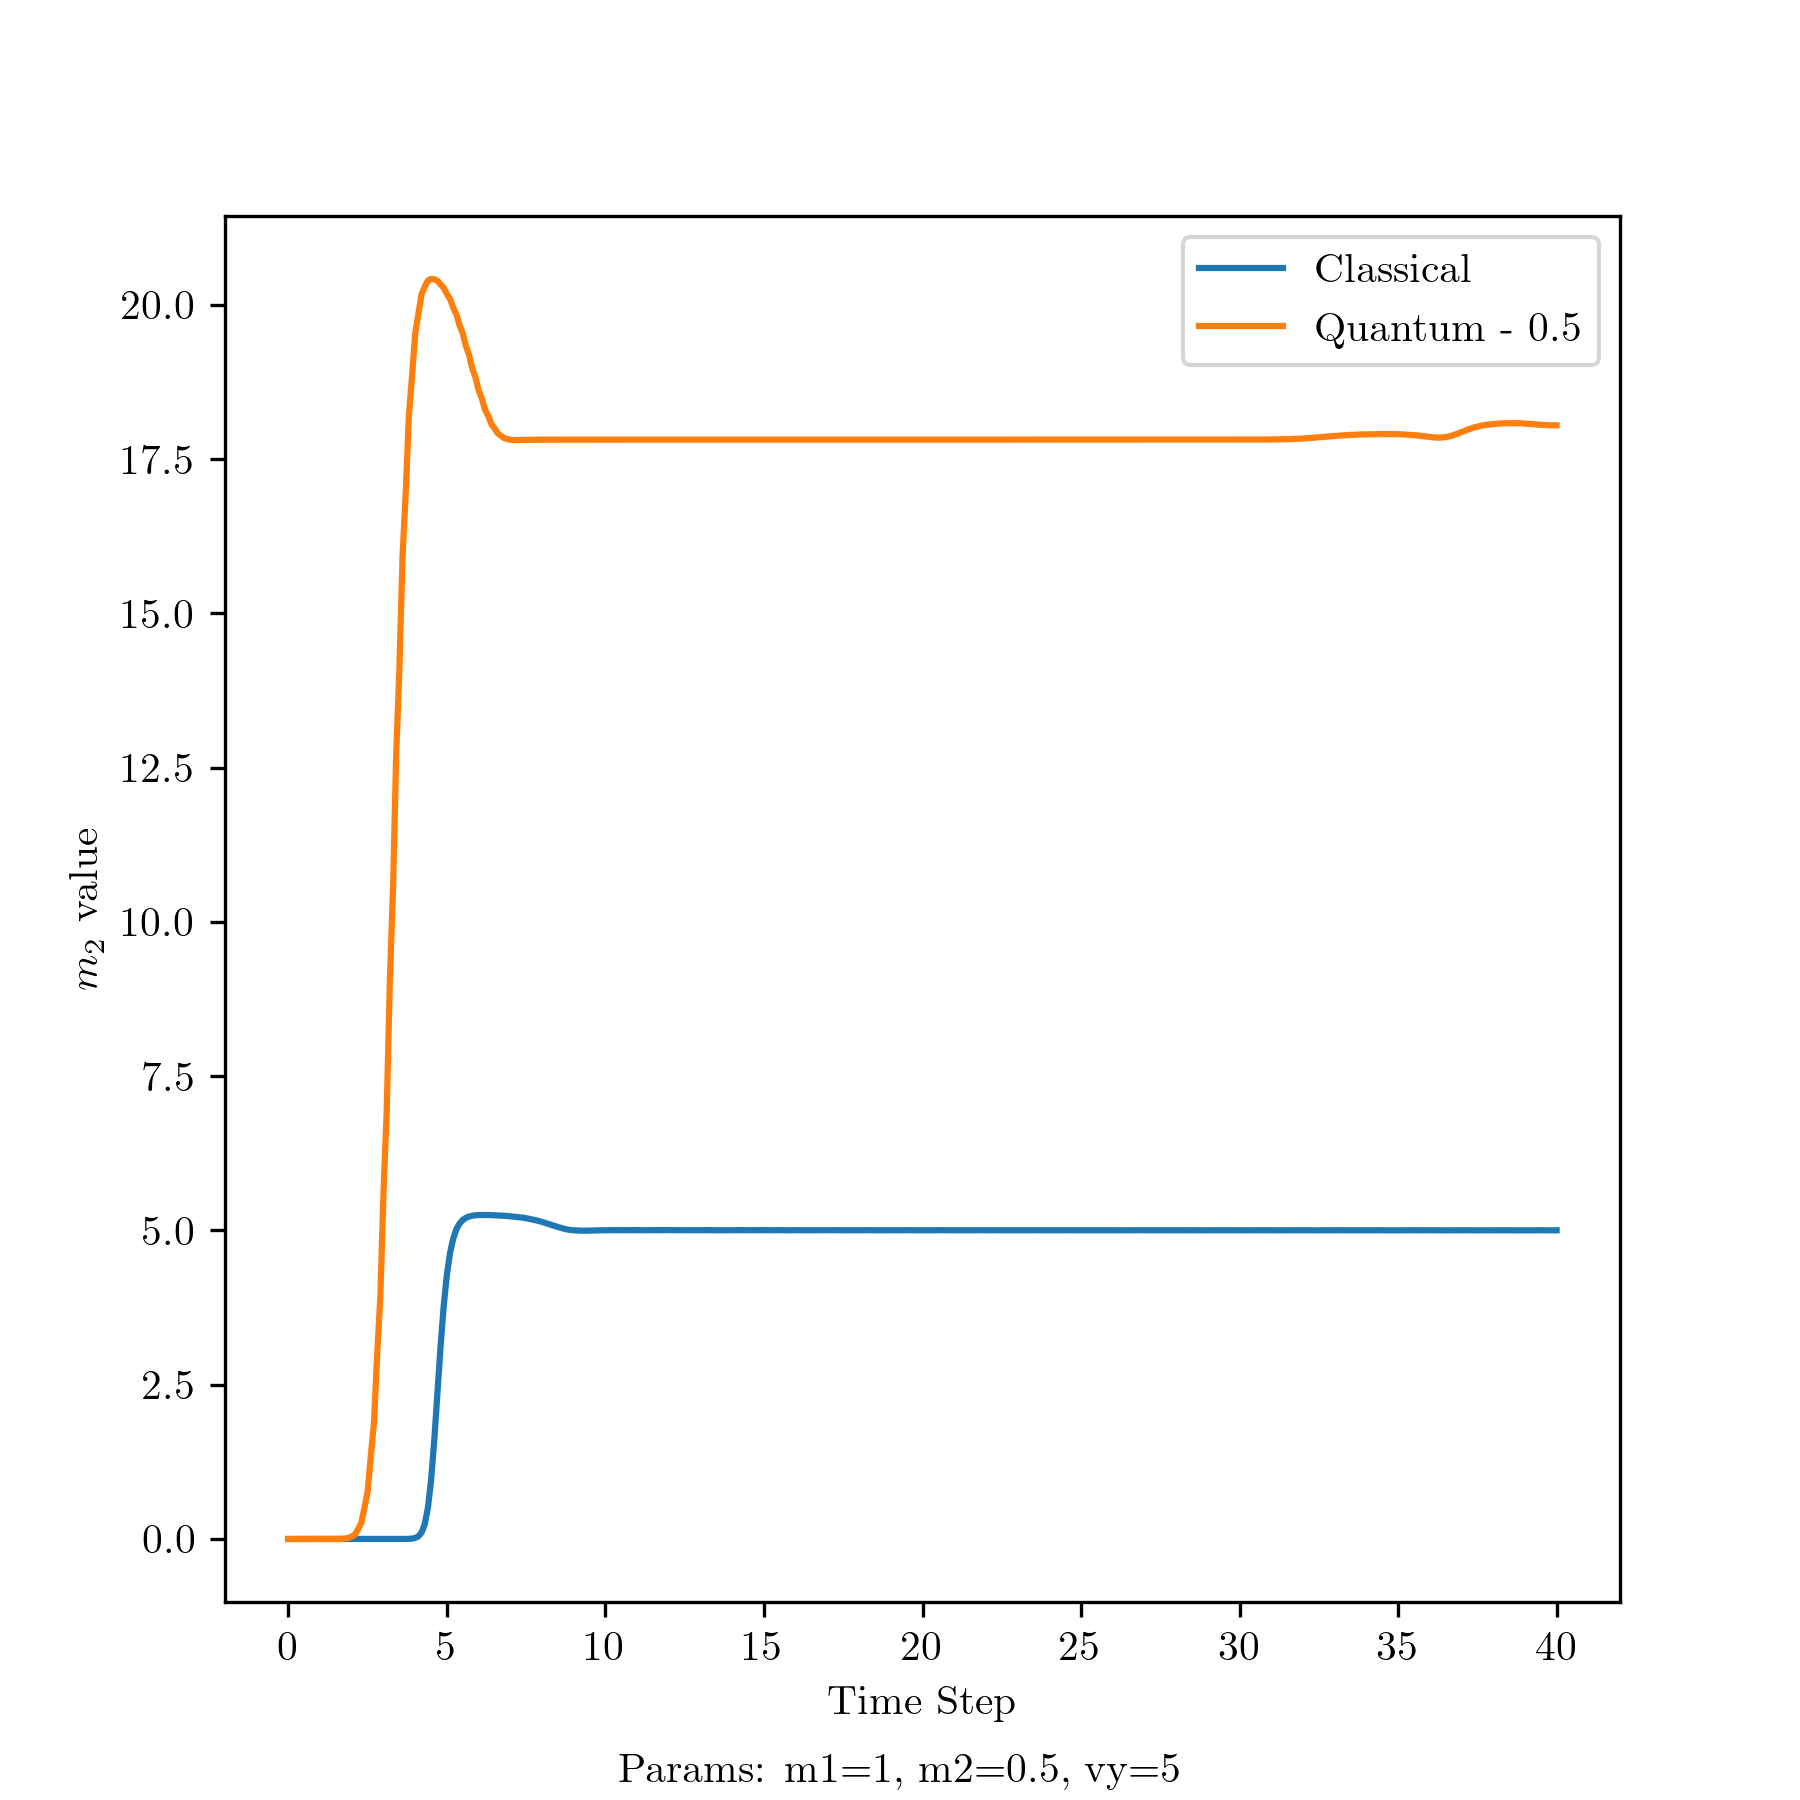 Classical
Quantum - 0.5
20.0
17.5
15.0
12.5
10.0
7.5
5.0
2.5
0.0
m₂ value
0 5 10 15 20 25 30 35 40
Time Step
Params: m1=1, m2=0.5, vy=5